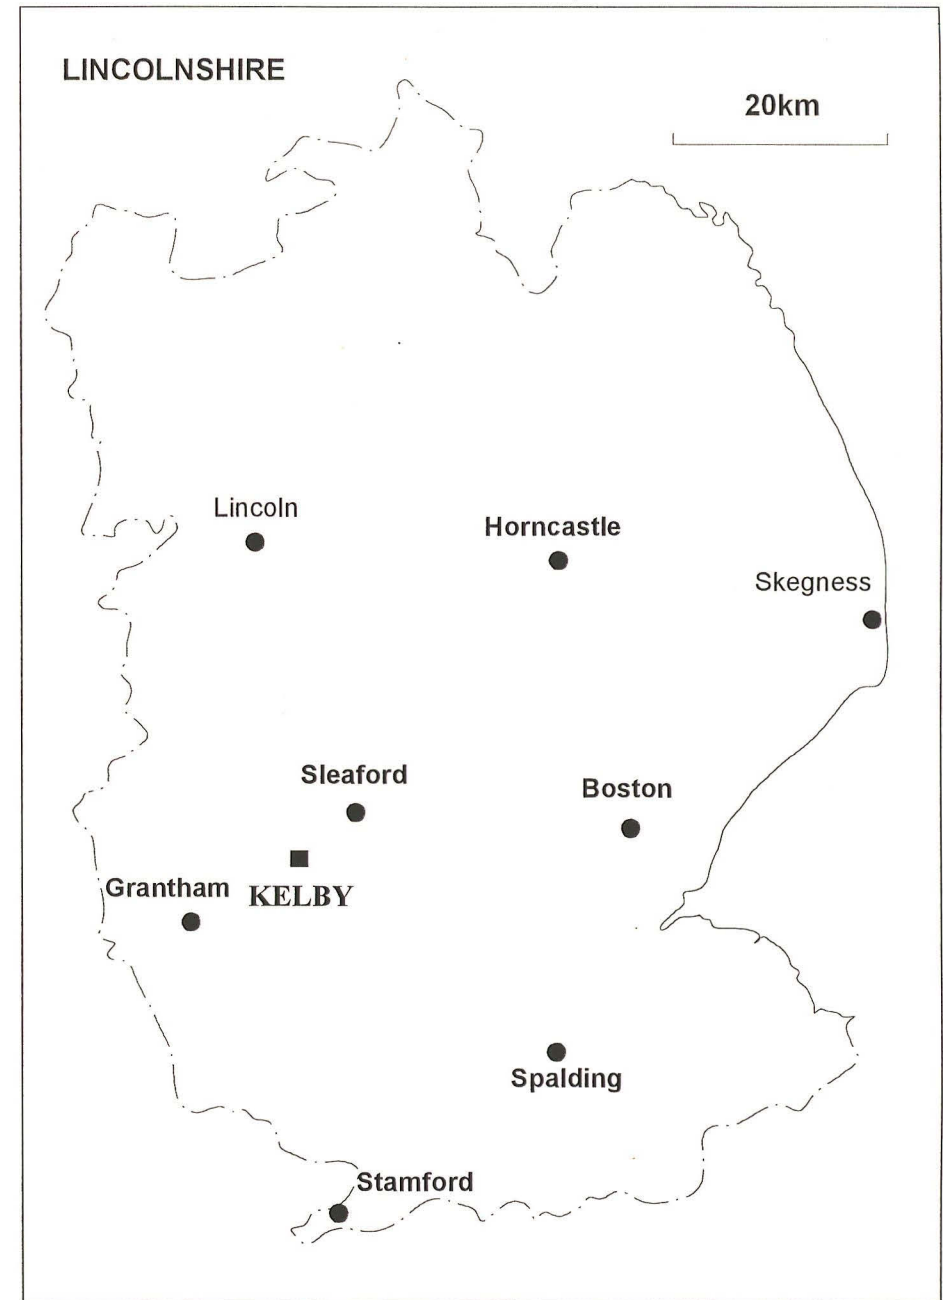 LINCOLNSHIRE
20km
Lincoln
Horncastle
Skegness
Sleaford
Boston
Grantham
KELBY
Spalding
Stamford